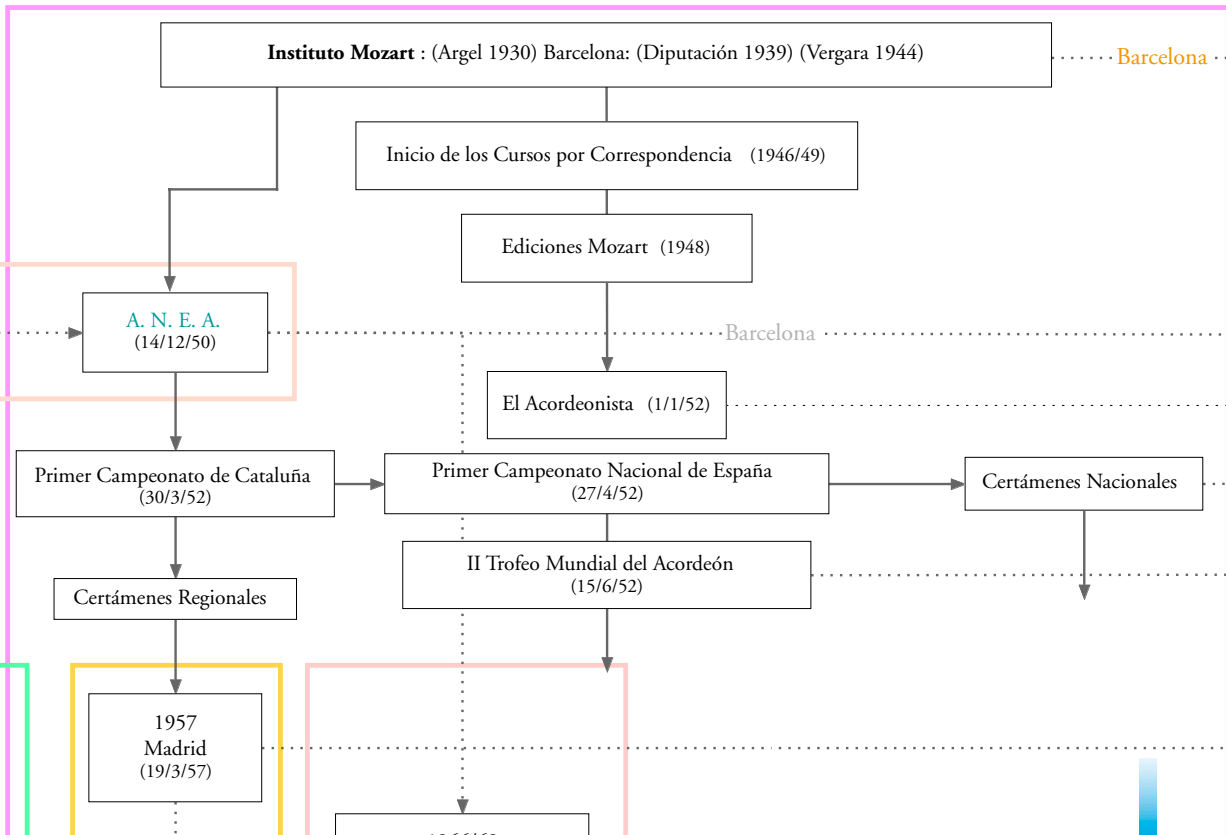 Instituto Mozart : (Argel 1930) Barcelona: (Diputación 1939) (Vergara 1944)
Barcelona
Inicio de los Cursos por Correspondencia (1946/49)
Ediciones Mozart (1948)
A. N. E. A.
(14/12/50)
Barcelona
El Acordeonista (1/1/52)
Primer Campeonato de Cataluña
(30/3/52)
Primer Campeonato Nacional de España
(27/4/52)
Certámenes Nacionales
II Trofeo Mundial del Acordeón
(15/6/52)
Certámenes Regionales
1957
Madrid
(19/3/57)